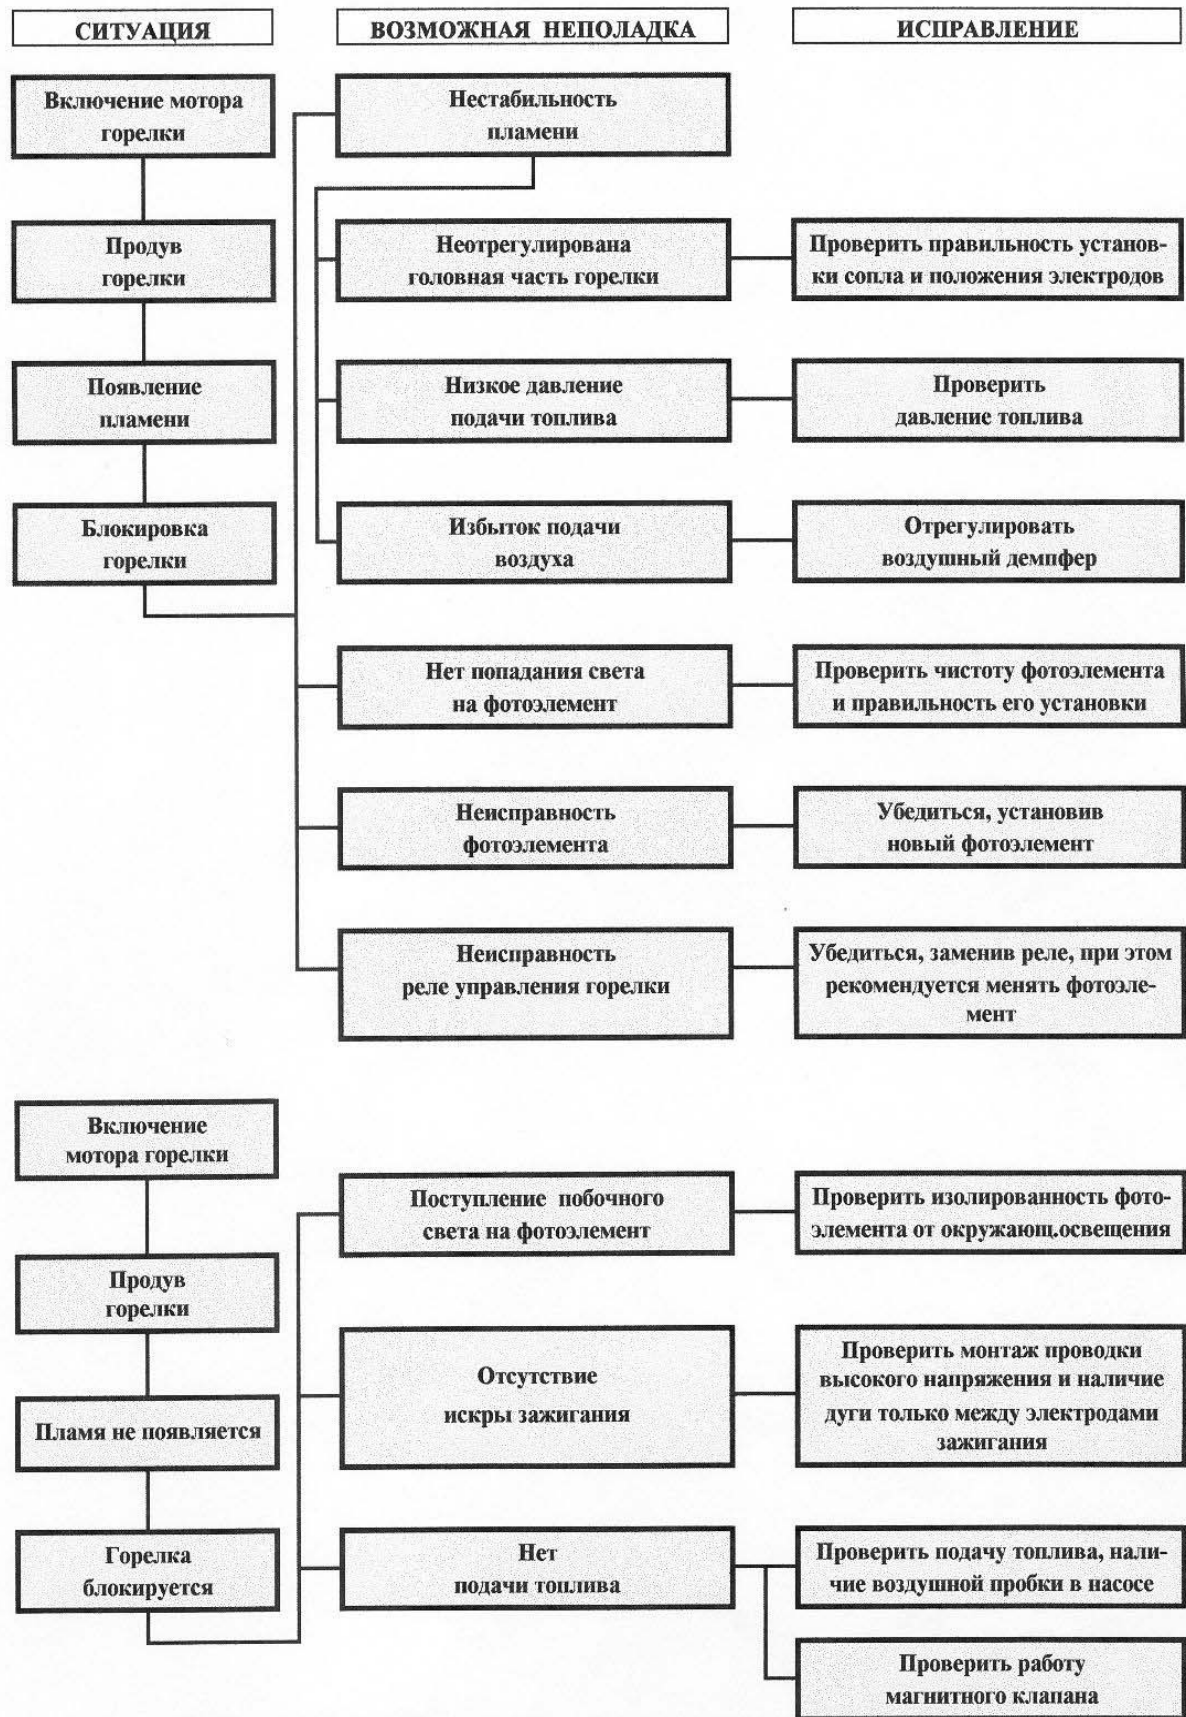 СИТУАЦИЯ
ВОЗМОЖНАЯ НЕПОЛАДКА
ИСПРАВЛЕНИЕ
Включение мотора
горелки
Продув
горелки
Появление
пламени
Блокировка
горелки
Нестабильность
пламени
Неотрегулирована
головная часть горелки
Проверить правильность установ-
ки сопла и положения электродов
Низкое давление
подачи топлива
Проверить
давление топлива
Избыток подачи
воздуха
Отрегулировать
воздушный демпфер
Нет попадания света
на фотоэлемент
Проверить чистоту фотоэлемента
и правильность его установки
Неисправность
фотоэлемента
Убедиться, установив
новый фотоэлемент
Неисправность
реле управления горелки
Убедиться, заменив реле, при этом
рекомендуется менять фотоэле-
мент
Включение
мотора горелки
Продув
горелки
Пламя не появляется
Горелка
блокируется
Поступление побочного
света на фотоэлемент
Проверить изолированность фото-
элемента от окружающ.освещения
Отсутствие
искры зажигания
Проверить монтаж проводки
высокого напряжения и наличие
дуги только между электродами
зажигания
Нет
подачи топлива
Проверить подачу топлива, нали-
чие воздушной пробки в насосе
Проверить работу
магнитного клапана